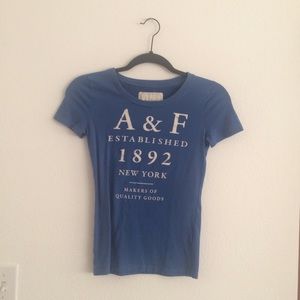 A & F
ESTABLISHED
1892
NEW YORK
MAKERS OF
QUALITY GOODS